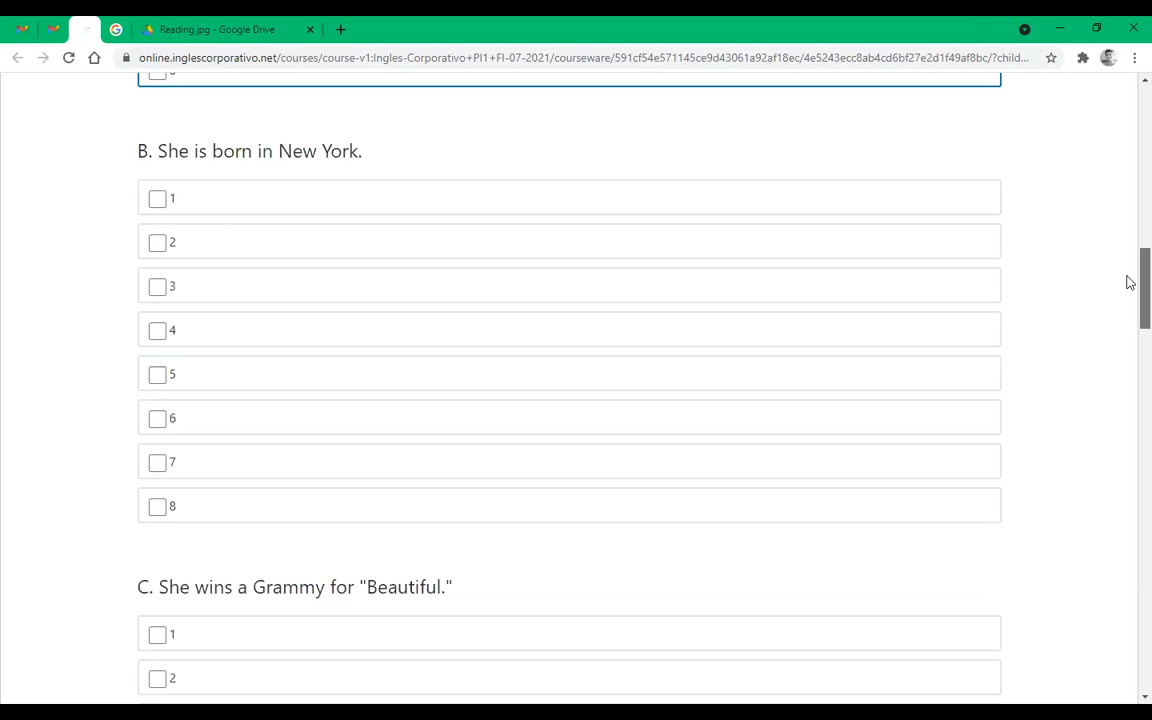 Reading.jpg - Google Drive
online.inglescorporativo.net/courses/course-v1:Ingles-Corporativo+PI1+FI-07-2021/courseware/591cf54e571145ce9d43061a92af18ec/4e5243ecc8ab4cd6bf27e2d1f49af8bc/?child...
B. She is born in New York.
1
2
3
4
5
6
7
8
C. She wins a Grammy for "Beautiful."
1
2